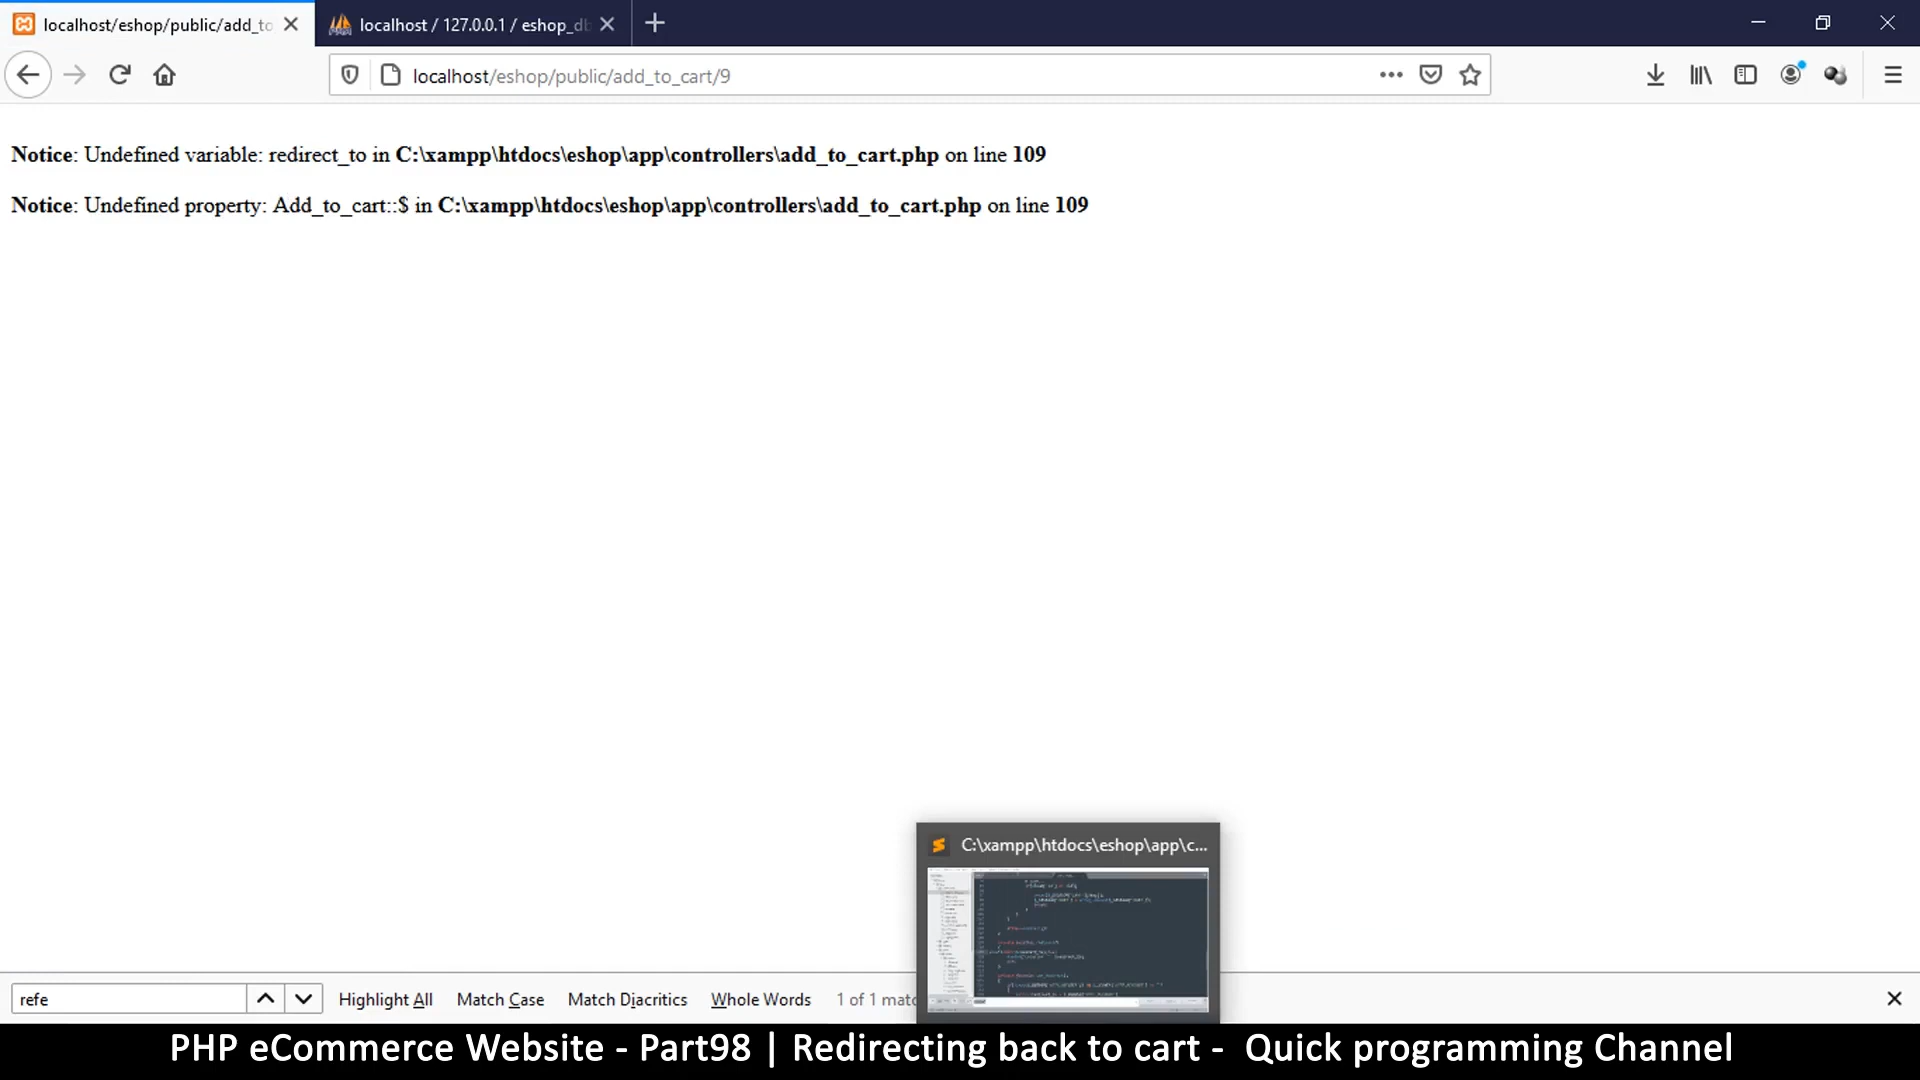 localhost/eshop/public/add_to
localhost / 127.0.0.1 / eshop_db
localhost/eshop/public/add_to_cart/9
Notice: Undefined variable: redirect_to in C:\xampp\htdocs\eshop\app\controllers\add_to_cart.php on line 109
Notice: Undefined property: Add_to_cart::$ in C:\xampp\htdocs\eshop\app\controllers\add_to_cart.php on line 109
C:\xampp\htdocs\eshop\app\c...
refe
Highlight All Match Case Match Diacritics Whole Words 1 of 1 matc
PHP eCommerce Website - Part98 | Redirecting back to cart - Quick programming Channel